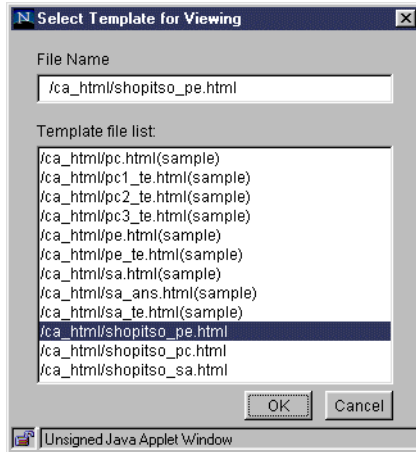 Select Template for Viewing
File Name
/ca_html/shopitso_pe.html
Template file list:
/ca_html/pc.html(sample)
/ca_html/pc1_te.html(sample)
/ca_html/pc2_te.html(sample)
/ca_html/pc3_te.html(sample)
/ca_html/pe.html(sample)
/ca_html/pe_te.html(sample)
/ca_html/sa.html(sample)
/ca_html/sa_ans.html(sample)
/ca_html/sa_te.html(sample)
/ca_html/shopitso_pe.html
/ca_html/shopitso_pc.html
/ca_html/shopitso_sa.html
OK Cancel
Unsigned Java Applet Window